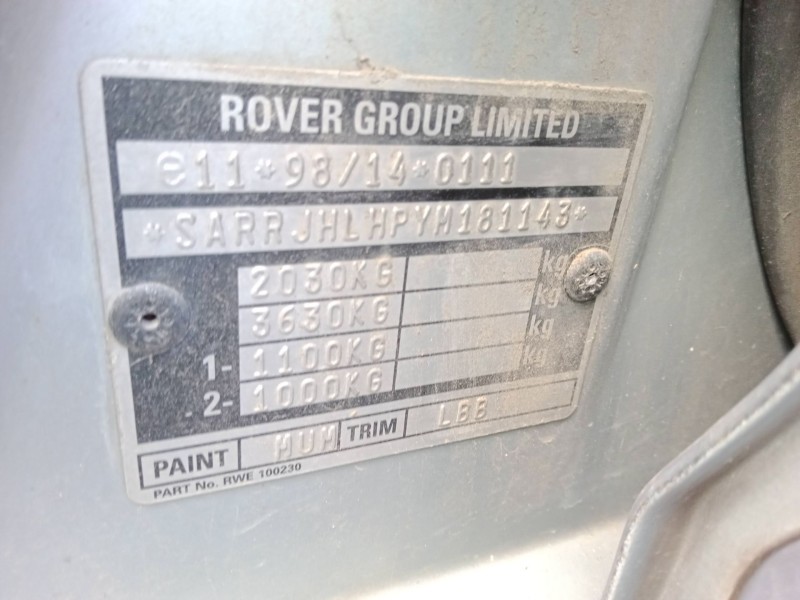 ROVER GROUP LIMITED
e11*98/14*0111
*SARRJHLHPYM181143*
2030KG kg
3630KG kg
1- 1100KG kg
2- 1000KG kg
PAINT MUM TRIM LBB
PART No. RWE 100230